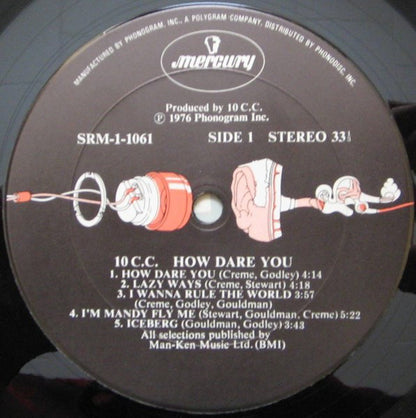 MANUFACTURED BY PHONOGRAM, INC., A POLYGRAM COMPANY, DISTRIBUTED BY PHONODISC, INC.
mercury
Produced by 10 C.C.
Ⓟ 1976 Phonogram Inc.
SRM-1-1061 SIDE 1 STEREO 33⅓
10 C.C. HOW DARE YOU
1. HOW DARE YOU (Creme, Godley) 4:14
2. LAZY WAYS (Creme, Stewart) 4:18
3. I WANNA RULE THE WORLD 3:57
(Creme, Godley, Gouldman)
4. I'M MANDY FLY ME (Stewart, Gouldman, Creme) 5:22
5. ICEBERG (Gouldman, Godley) 3:43
All selections published by
Man-Ken Music Ltd. (BMI)